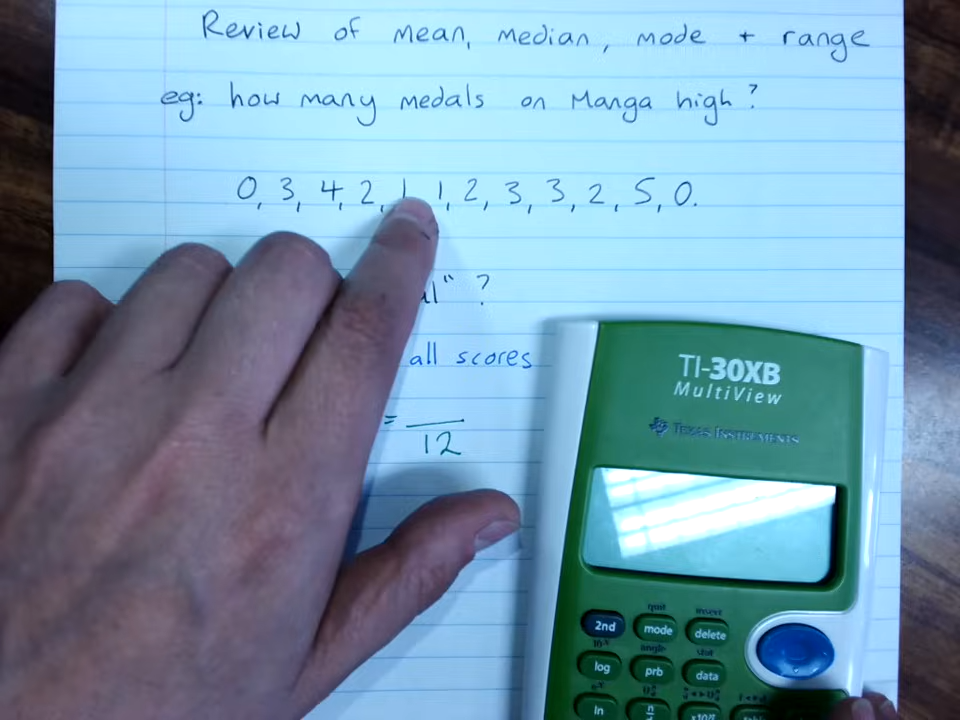 Review of mean, median, mode + range
eg: how many medals on Manga high?
0, 3, 4, 2, 1, 1, 2, 3, 3, 2, 5, 0.
?
all scores
=
12
TI-30XB
MultiView
TEXAS INSTRUMENTS
quit insert
2nd mode delete
angle stat
log prb data
ln n/d